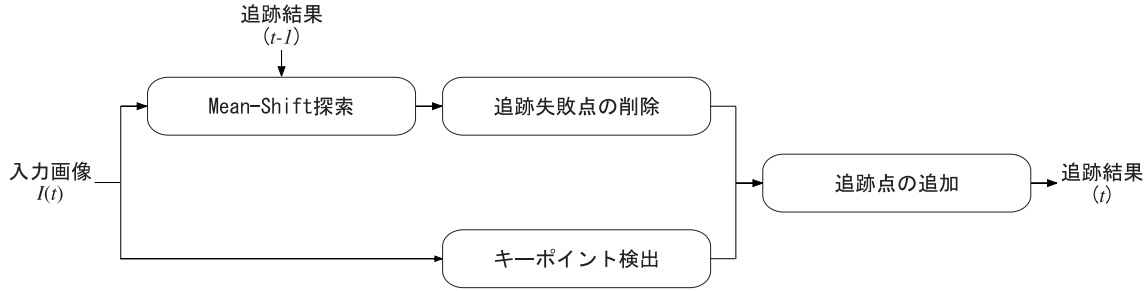 追跡結果
(t-1)
Mean-Shift探索
追跡失敗点の削除
入力画像
I(t)
追跡点の追加
追跡結果
(t)
キーポイント検出